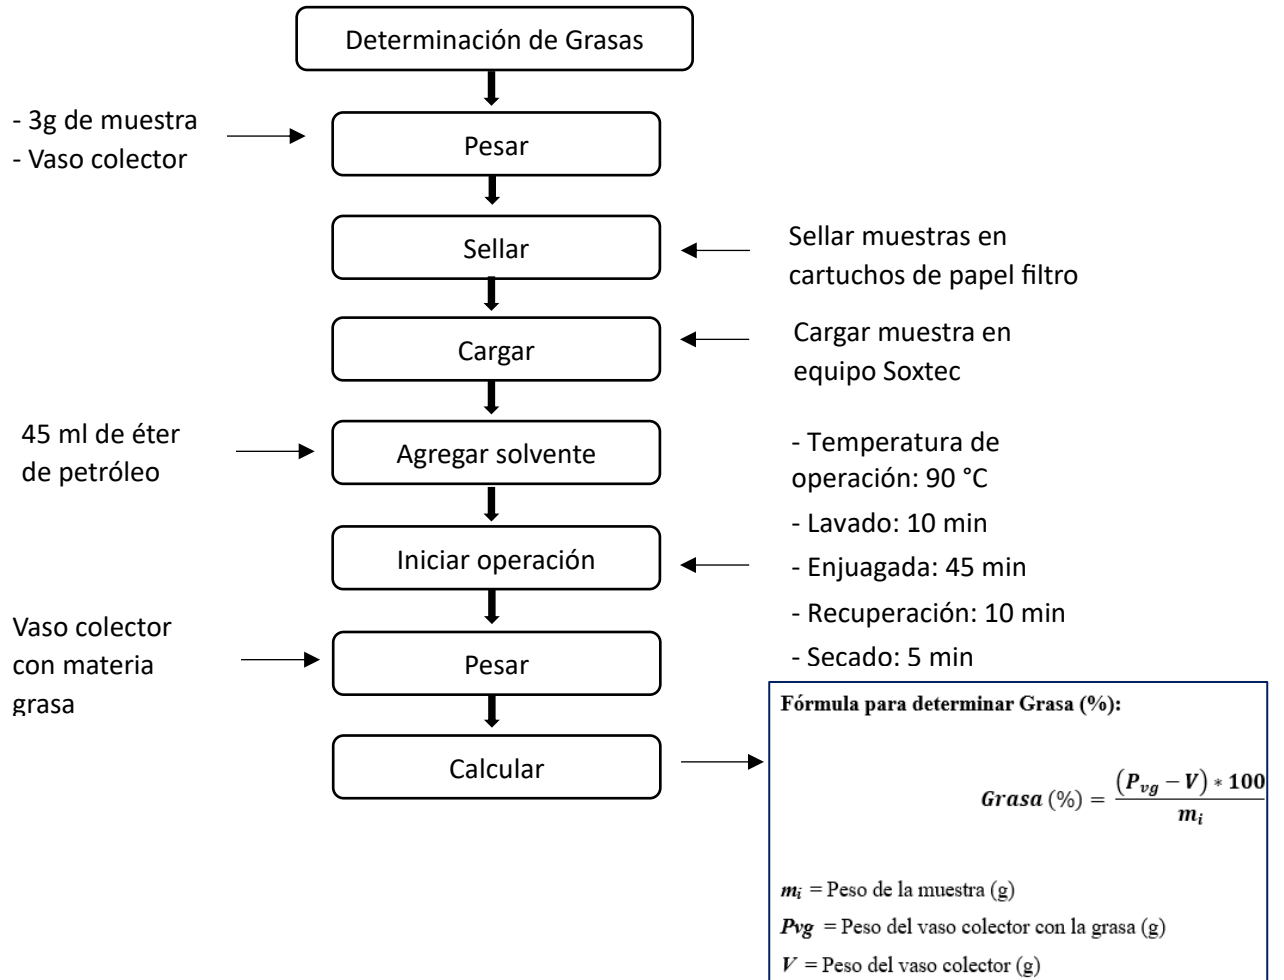 Determinación de Grasas
- 3g de muestra
- Vaso colector
Pesar
Sellar
Sellar muestras en
cartuchos de papel filtro
Cargar
Cargar muestra en
equipo Soxtec
45 ml de éter
de petróleo
Agregar solvente
- Temperatura de
operación: 90 °C
- Lavado: 10 min
- Enjuagada: 45 min
- Recuperación: 10 min
- Secado: 5 min
Iniciar operación
Vaso colector
con materia
grasa
Pesar
Calcular
Fórmula para determinar Grasa (%):
Grasa (%) = (P_vg − V) * 100 / m_i
m_i = Peso de la muestra (g)
Pvg = Peso del vaso colector con la grasa (g)
V = Peso del vaso colector (g)